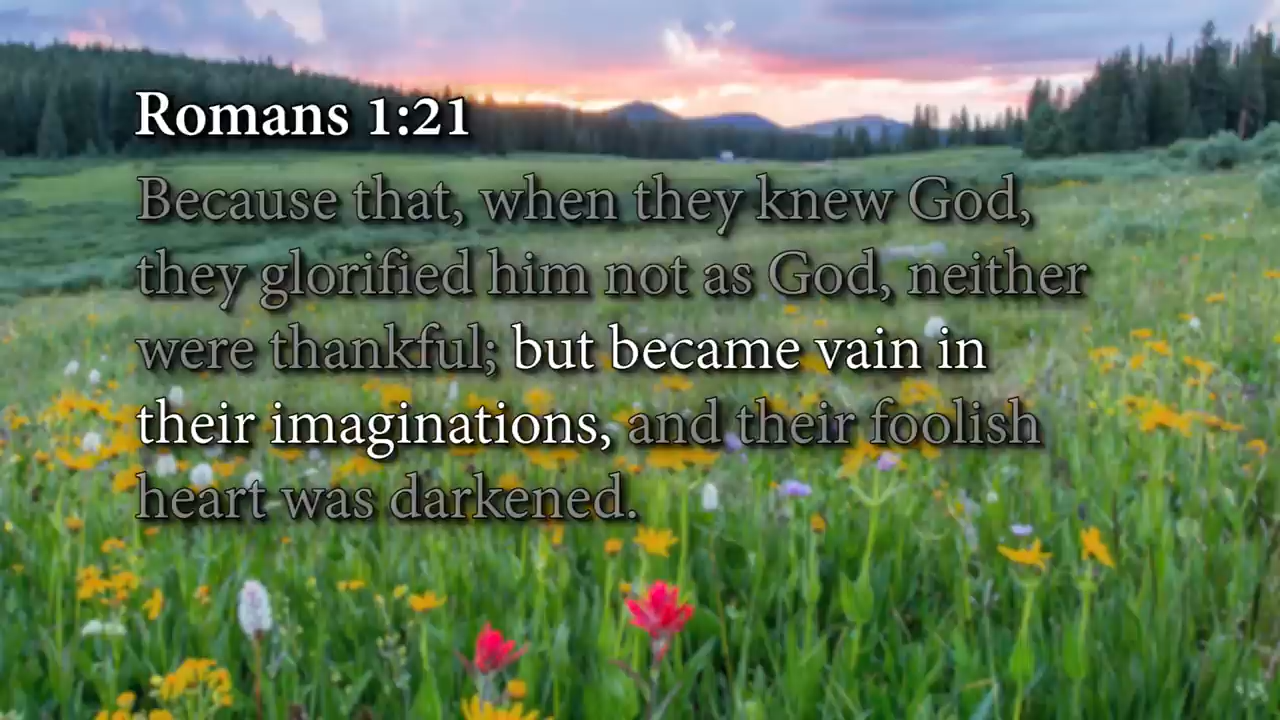 Romans 1:21
Because that, when they knew God,
they glorified him not as God, neither
were thankful; but became vain in
their imaginations, and their foolish
heart was darkened.